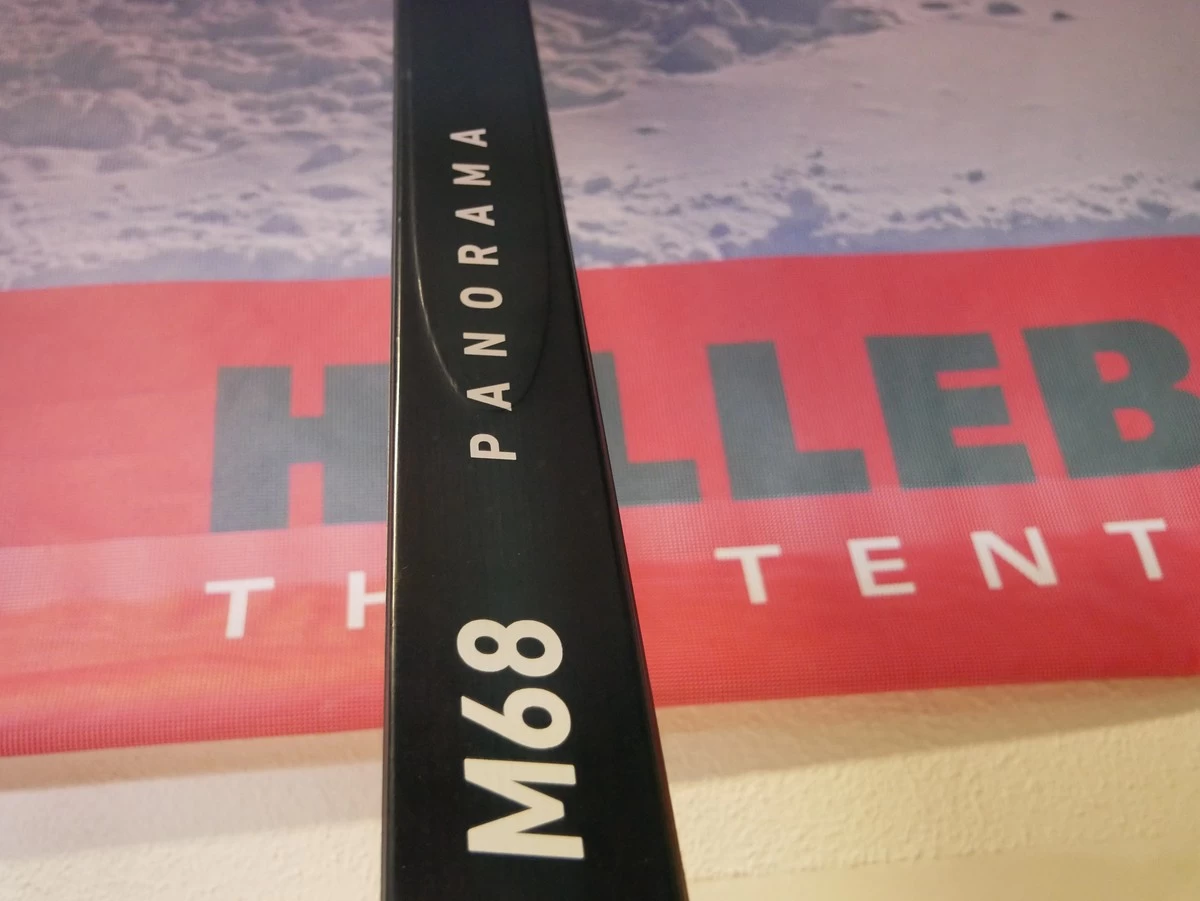 M68 PANORAMA
H LLEB
TH TENT